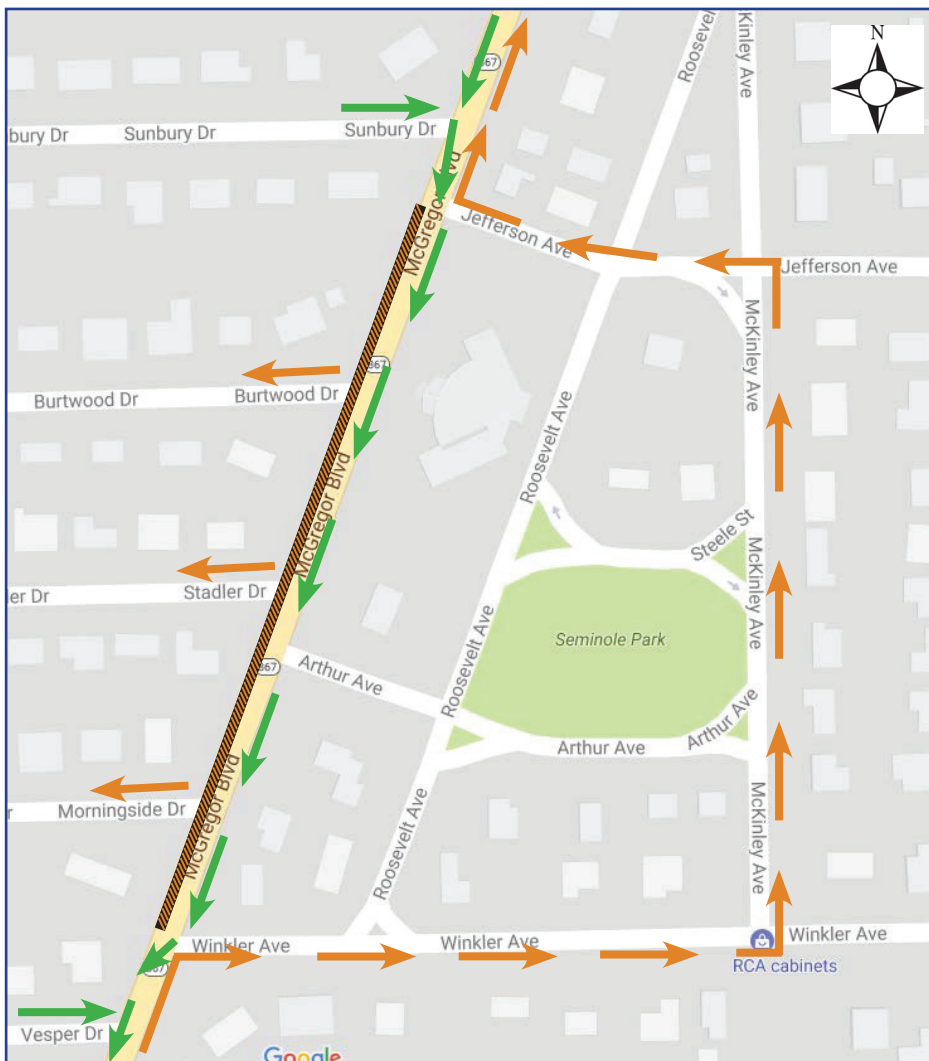 N
Roosevel
Kinley Ave
867
bury Dr
Sunbury Dr
Sunbury Dr
McGregor Blvd
Jefferson Ave
Jefferson Ave
McKinley Ave
867
Burtwood Dr
Burtwood Dr
Roosevelt Ave
McGregor Blvd
Steele St
McKinley Ave
er Dr
Stadler Dr
Seminole Park
Roosevelt Ave
867
Arthur Ave
Arthur Ave
Arthur Ave
McGregor Blvd
Morningside Dr
r
Roosevelt Ave
McKinley Ave
Winkler Ave
Winkler Ave
Winkler Ave
RCA cabinets
867
Vesper Dr
Google